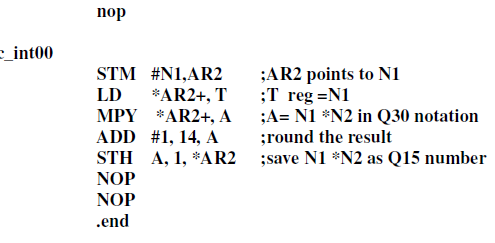 nop
c_int00
STM #N1,AR2 ;AR2 points to N1
LD *AR2+, T ;T reg =N1
MPY *AR2+, A ;A= N1 *N2 in Q30 notation
ADD #1, 14, A ;round the result
STH A, 1, *AR2 ;save N1 *N2 as Q15 number
NOP
NOP
.end